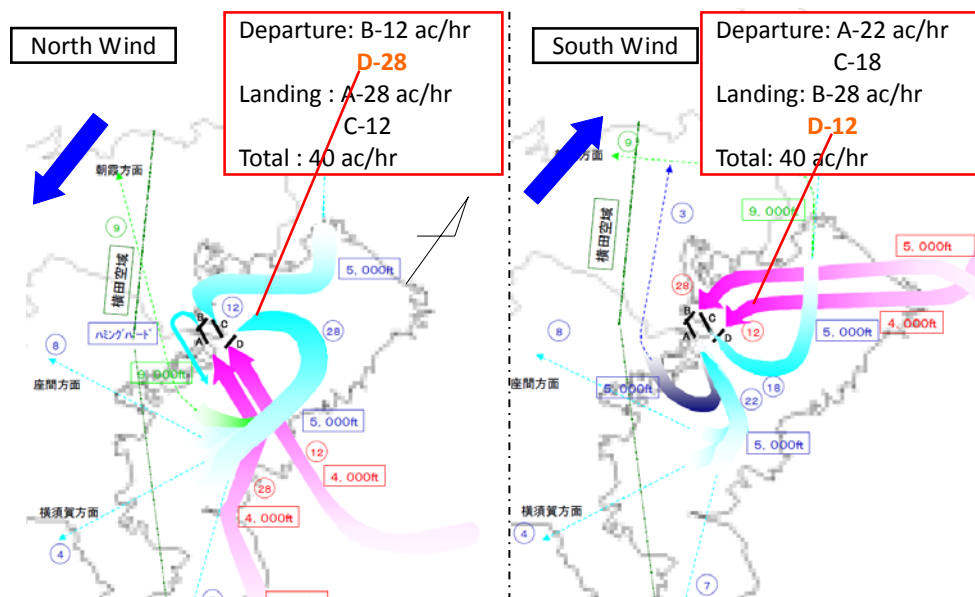 North Wind
Departure: B-12 ac/hr
D-28
Landing : A-28 ac/hr
C-12
Total : 40 ac/hr
朝霞方面
9
横田空域
5,000ft
12
B
C
A
D
ハミングバード
28
8
座間方面
9,000ft
5,000ft
12
4,000ft
28
4,000ft
横須賀方面
4
South Wind
Departure: A-22 ac/hr
C-18
Landing: B-28 ac/hr
D-12
Total: 40 ac/hr
9
3
横田空域
9,000ft
5,000ft
28
4,000ft
B
C
A
D
12
5,000ft
8
座間方面
5,000ft
18
22
5,000ft
横須賀方面
4
7